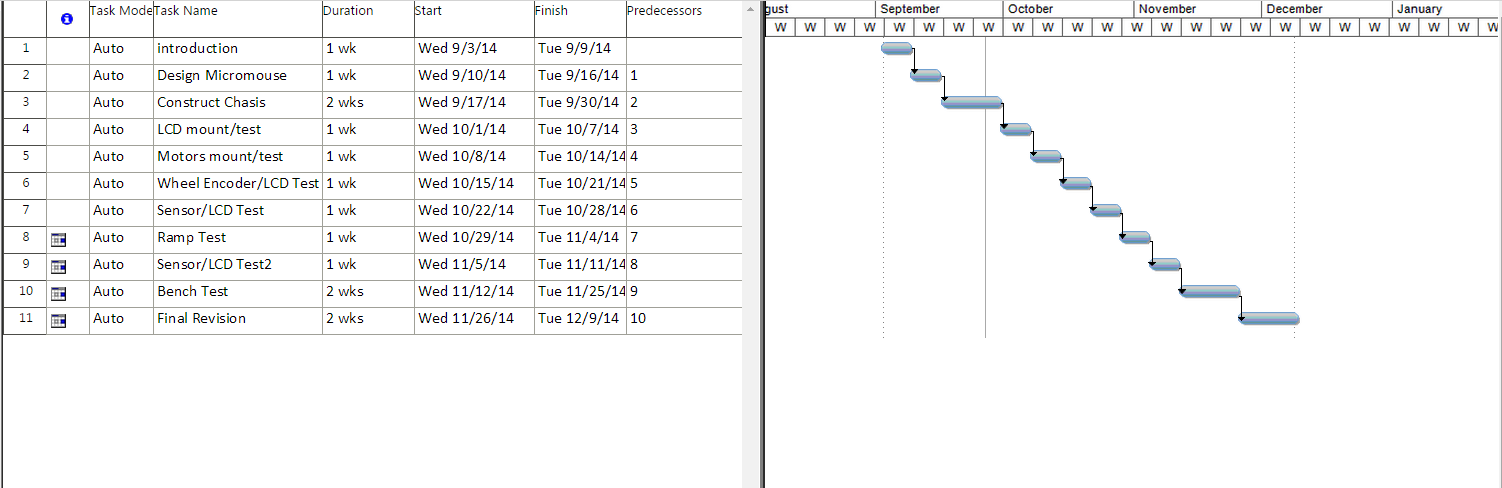 Task Mode Task Name Duration Start Finish Predecessors
gust September October November December January
W W W W W W W W W W W W W W W W W W W W W W W W W
1 Auto introduction 1 wk Wed 9/3/14 Tue 9/9/14
2 Auto Design Micromouse 1 wk Wed 9/10/14 Tue 9/16/14 1
3 Auto Construct Chasis 2 wks Wed 9/17/14 Tue 9/30/14 2
4 Auto LCD mount/test 1 wk Wed 10/1/14 Tue 10/7/14 3
5 Auto Motors mount/test 1 wk Wed 10/8/14 Tue 10/14/14 4
6 Auto Wheel Encoder/LCD Test 1 wk Wed 10/15/14 Tue 10/21/14 5
7 Auto Sensor/LCD Test 1 wk Wed 10/22/14 Tue 10/28/14 6
8 Auto Ramp Test 1 wk Wed 10/29/14 Tue 11/4/14 7
9 Auto Sensor/LCD Test2 1 wk Wed 11/5/14 Tue 11/11/14 8
10 Auto Bench Test 2 wks Wed 11/12/14 Tue 11/25/14 9
11 Auto Final Revision 2 wks Wed 11/26/14 Tue 12/9/14 10